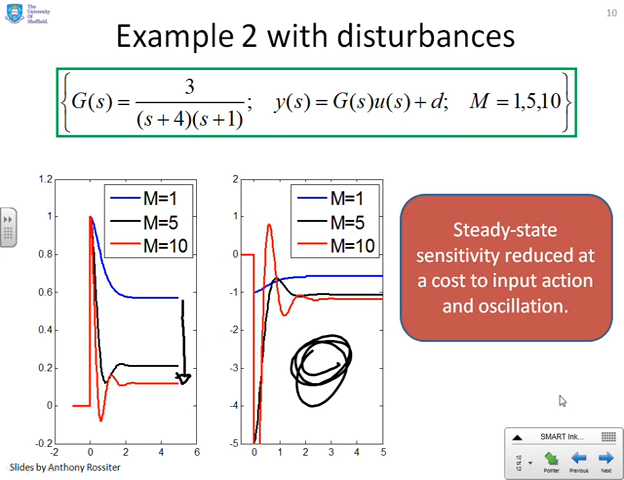 The
University
Of
Sheffield.
10
Example 2 with disturbances
{ G(s) = 3/((s+4)(s+1)); y(s) = G(s)u(s) + d; M = 1,5,10 }
1.2
1
0.8
0.6
0.4
0.2
0
-0.2
-2 0 2 4 6
M=1
M=5
M=10
2
1
0
-1
-2
-3
-4
-5
0 1 2 3 4 5
M=1
M=5
M=10
Steady-state
sensitivity reduced at
a cost to input action
and oscillation.
Slides by Anthony Rossiter
SMART Ink...
Pointer Previous Next